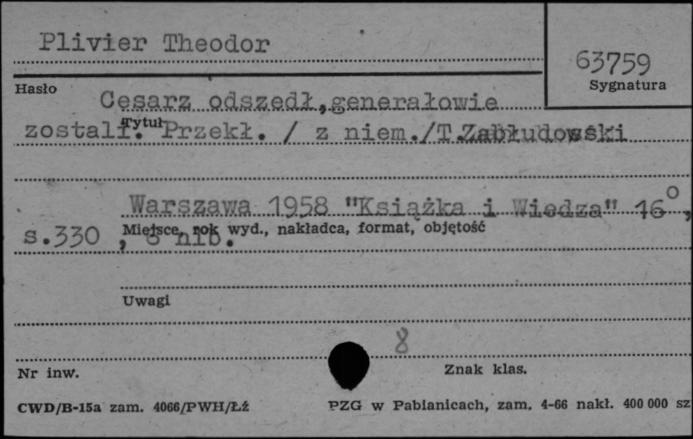 Plivier Theodor
63759
Hasło
Sygnatura
Cesarz odszedł,generałowie
zostali. Przekł. / z niem./T.Zabłudowski
Tytuł
Warszawa 1958 "Książka i Wiedza" 16°,
s.330 , 6 nlb.
Miejsce, rok wyd., nakładca, format, objętość
Uwagi
8
Nr inw.
Znak klas.
CWD/B-15a zam. 4066/PWH/Łź
PZG w Pabianicach, zam. 4-66 nakł. 400 000 sz